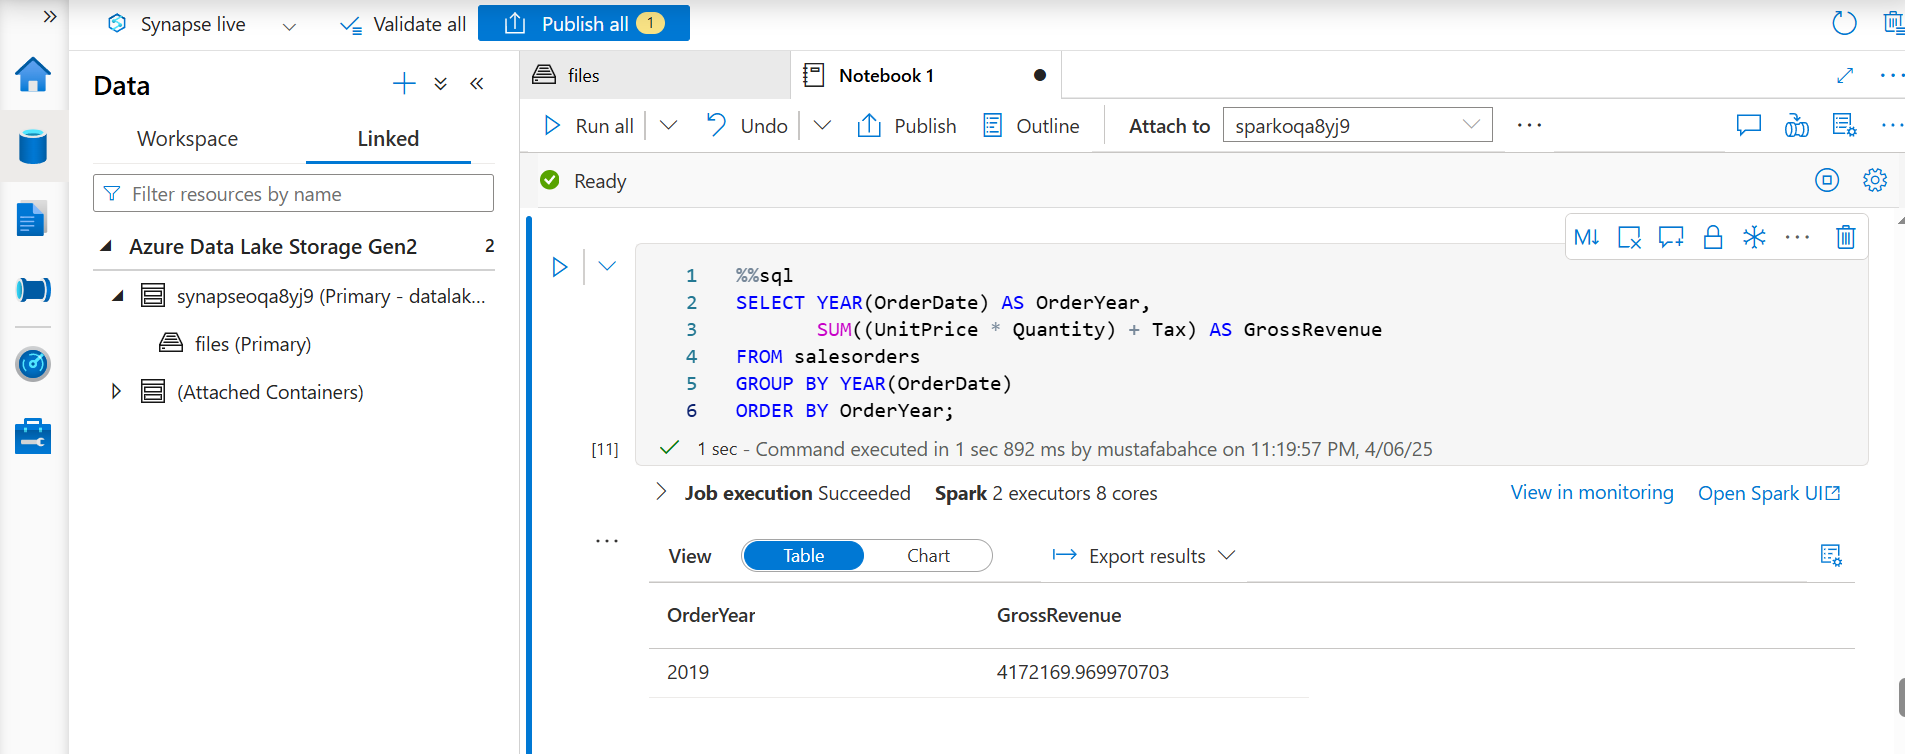 Synapse live
Validate all
Publish all 1
Data
Workspace
Linked
Filter resources by name
Azure Data Lake Storage Gen2 2
synapseoqa8yj9 (Primary - datalak...
files (Primary)
(Attached Containers)
files
Notebook 1
Run all
Undo
Publish
Outline
Attach to
sparkoqa8yj9
Ready
M↓
1 %%sql
2 SELECT YEAR(OrderDate) AS OrderYear,
3 SUM((UnitPrice * Quantity) + Tax) AS GrossRevenue
4 FROM salesorders
5 GROUP BY YEAR(OrderDate)
6 ORDER BY OrderYear;
[11]
1 sec - Command executed in 1 sec 892 ms by mustafabahce on 11:19:57 PM, 4/06/25
Job execution Succeeded Spark 2 executors 8 cores
View in monitoring
Open Spark UI
View
Table
Chart
Export results
OrderYear GrossRevenue
2019 4172169.969970703